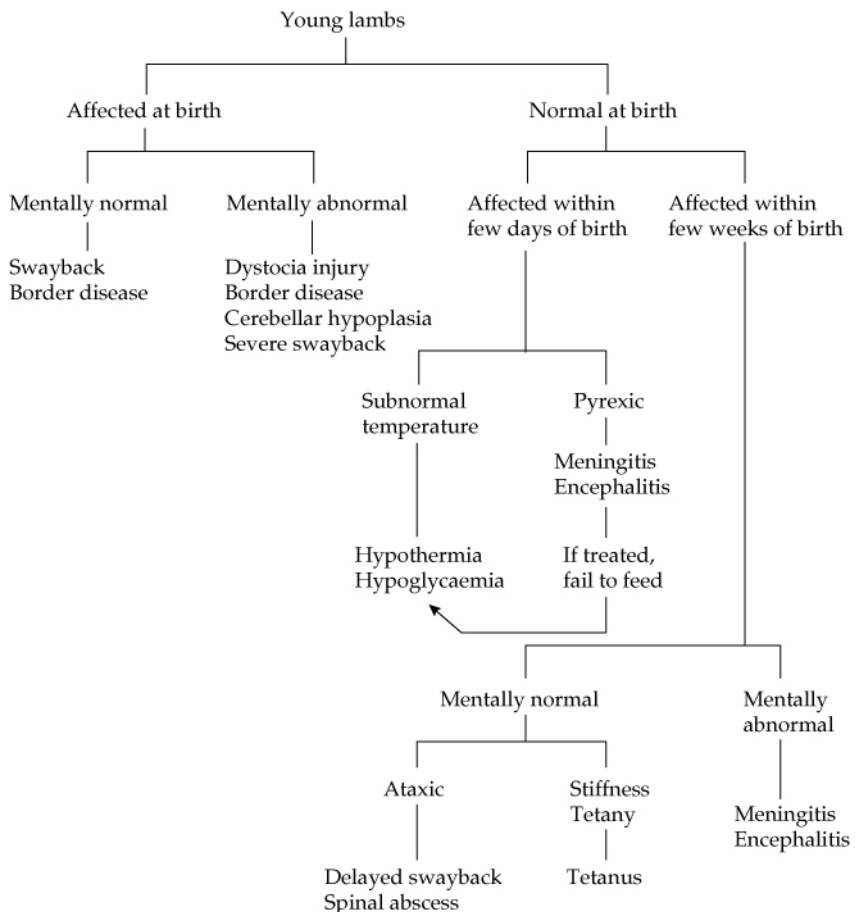 Young lambs
Affected at birth
Normal at birth
Mentally normal
Mentally abnormal
Affected within
few days of birth
Affected within
few weeks of birth
Swayback
Border disease
Dystocia injury
Border disease
Cerebellar hypoplasia
Severe swayback
Subnormal
temperature
Pyrexic
Meningitis
Encephalitis
Hypothermia
Hypoglycaemia
If treated,
fail to feed
Mentally normal
Mentally
abnormal
Ataxic
Stiffness
Tetany
Meningitis
Encephalitis
Delayed swayback
Spinal abscess
Tetanus